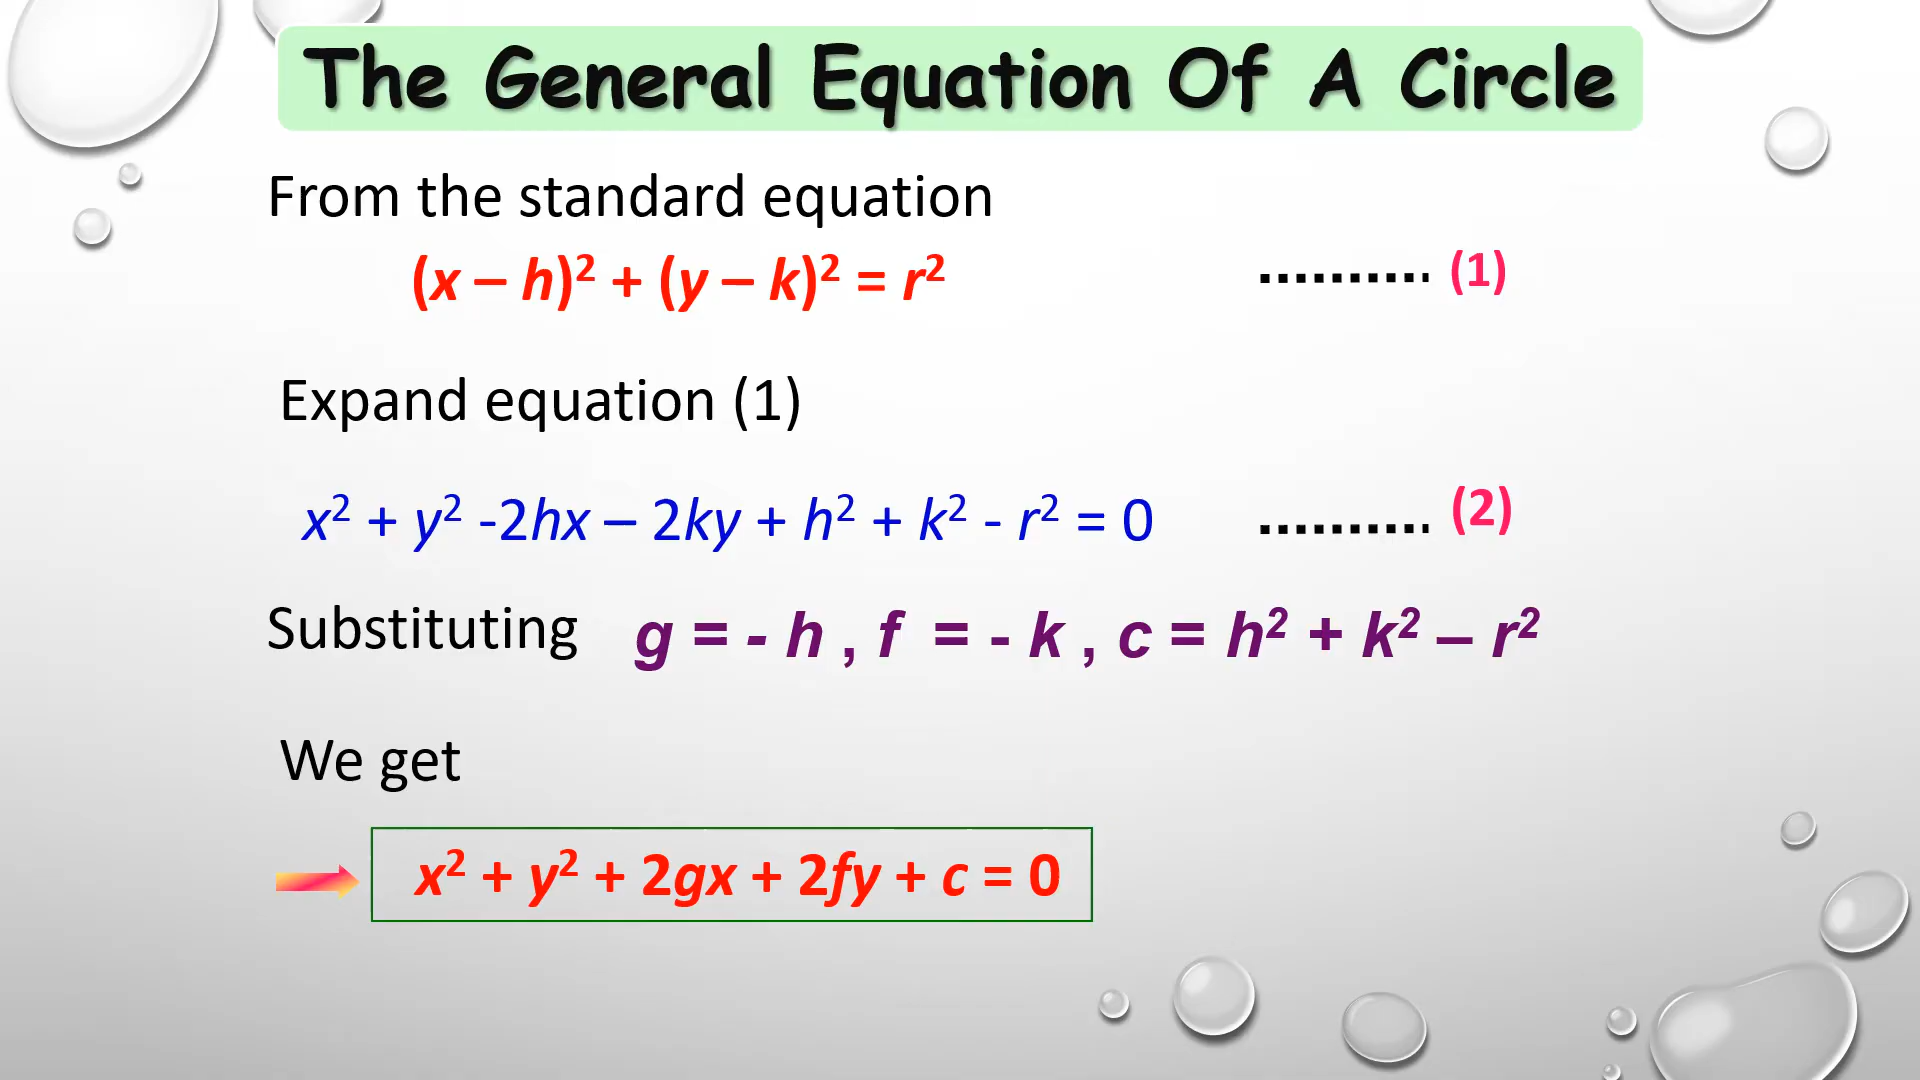 The General Equation Of A Circle
From the standard equation
(x – h)² + (y – k)² = r² .......... (1)
Expand equation (1)
x² + y² -2hx – 2ky + h² + k² - r² = 0 .......... (2)
Substituting g = - h , f = - k , c = h² + k² – r²
We get
x² + y² + 2gx + 2fy + c = 0